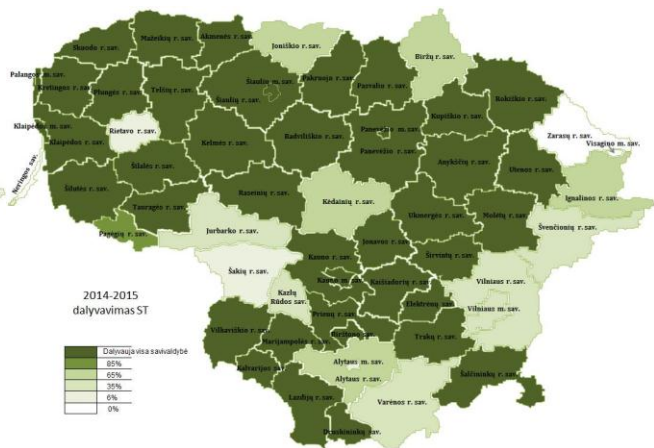 Skuodo r. sav.
Mažeikių r. sav.
Akmenės r. sav.
Joniškio r. sav.
Biržų r. sav.
Palangos m. sav.
Kretingos r. sav.
Plungės r. sav.
Telšių r. sav.
Šiaulių m. sav.
Šiaulių r. sav.
Pakruojo r. sav.
Pasvalio r. sav.
Rokiškio r. sav.
Kupiškio r. sav.
Klaipėdos m. sav.
Rietavo r. sav.
Klaipėdos r. sav.
Kelmės r. sav.
Radviliškio r. sav.
Panevėžio m. sav.
Panevėžio r. sav.
Zarasų r. sav.
Visagino m. sav.
Neringos sav.
Šilalės r. sav.
Anykščių r. sav.
Utenos r. sav.
Šilutės r. sav.
Tauragės r. sav.
Raseinių r. sav.
Kėdainių r. sav.
Ignalinos r. sav.
Ukmergės r. sav.
Molėtų r. sav.
Pagėgių r. sav.
Jurbarko r. sav.
Švenčionių r. sav.
Jonavos r. sav.
Širvintų r. sav.
Kauno r. sav.
Šakių r. sav.
Kauno m. sav.
Kaišiadorių r. sav.
Vilniaus r. sav.
Kazlų
Rūdos sav.
Elektrėnų sav.
Vilniaus m. sav.
2014-2015
dalyvavimas ST
Prienų r. sav.
Vilkaviškio r. sav.
Birštono sav.
Trakų r. sav.
Marijampolės r. sav.
Alytaus m. sav.
Kalvarijos sav.
Šalčininkų r. sav.
Alytaus r. sav.
Lazdijų r. sav.
Varėnos r. sav.
Druskininkų sav.
Dalyvauja visa savivaldybė
85%
65%
35%
6%
0%